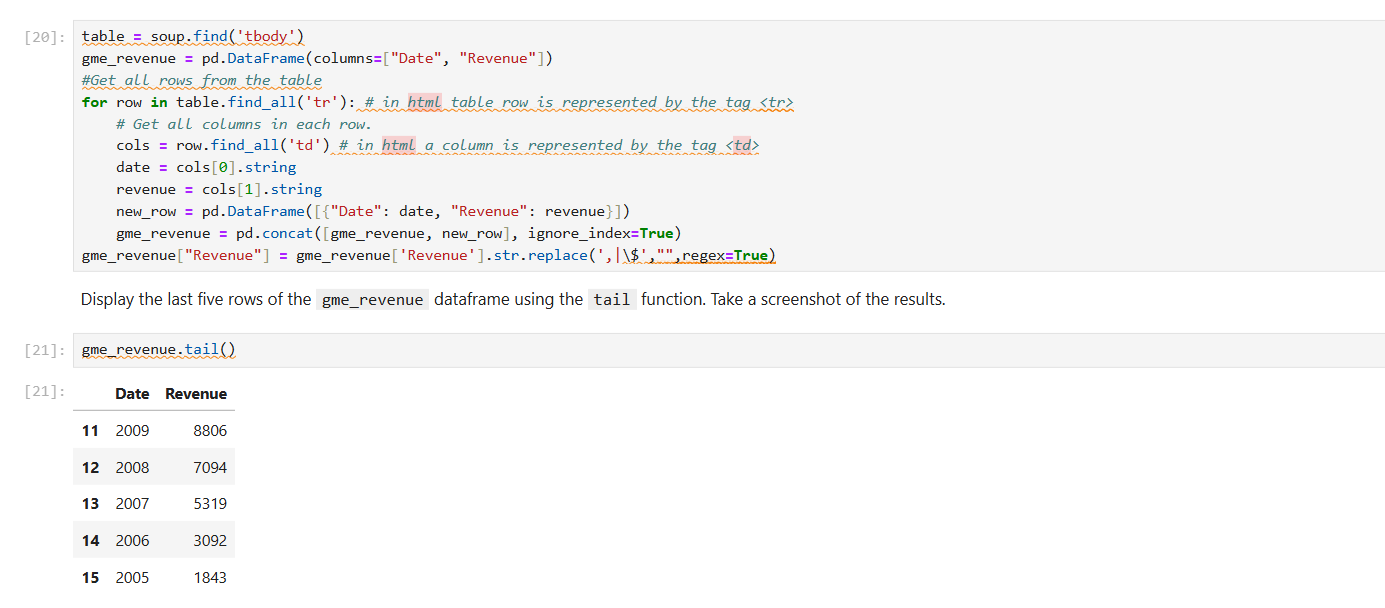 [20]: table = soup.find('tbody')
gme_revenue = pd.DataFrame(columns=["Date", "Revenue"])
#Get all rows from the table
for row in table.find_all('tr'): # in html table row is represented by the tag <tr>
    # Get all columns in each row.
    cols = row.find_all('td') # in html a column is represented by the tag <td>
    date = cols[0].string
    revenue = cols[1].string
    new_row = pd.DataFrame([{"Date": date, "Revenue": revenue}])
    gme_revenue = pd.concat([gme_revenue, new_row], ignore_index=True)
gme_revenue["Revenue"] = gme_revenue['Revenue'].str.replace(',|\$',"",regex=True)
Display the last five rows of the gme_revenue dataframe using the tail function. Take a screenshot of the results.
[21]: gme_revenue.tail()
[21]: Date Revenue
11 2009 8806
12 2008 7094
13 2007 5319
14 2006 3092
15 2005 1843